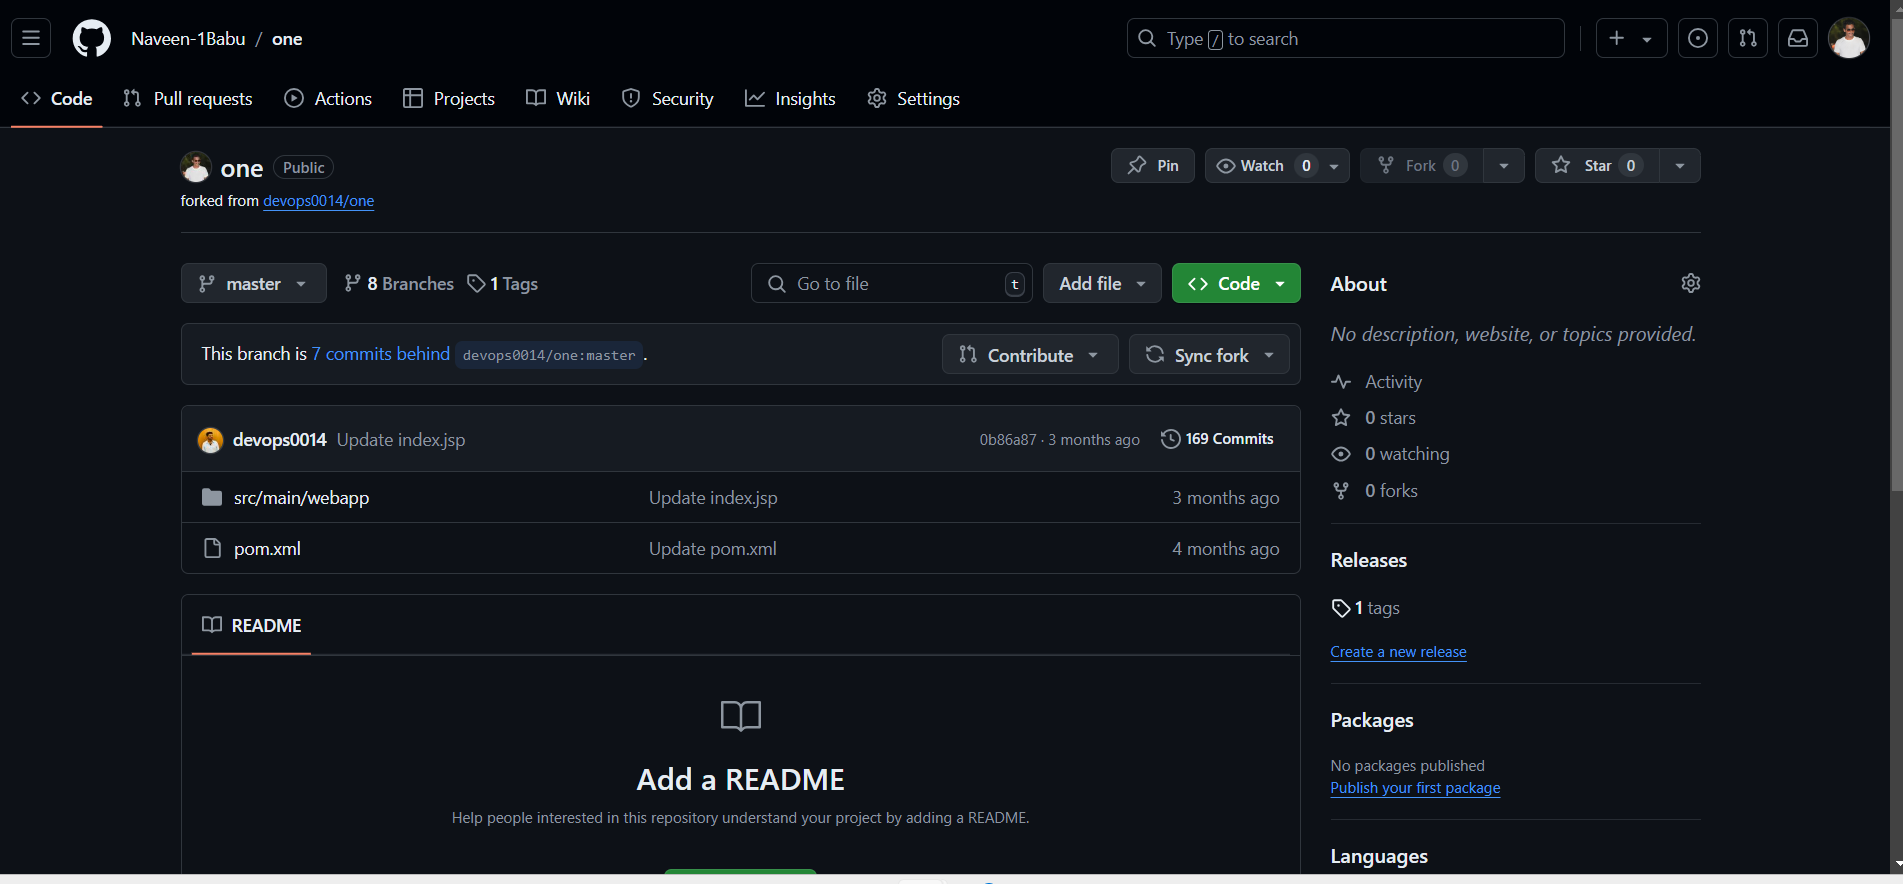 Naveen-1Babu / one
Type / to search
Code
Pull requests
Actions
Projects
Wiki
Security
Insights
Settings
one Public
Pin
Watch 0
Fork 0
Star 0
forked from devops0014/one
master
8 Branches
1 Tags
Go to file t
Add file
Code
This branch is 7 commits behind devops0014/one:master .
Contribute
Sync fork
devops0014 Update index.jsp 0b86a87 · 3 months ago 169 Commits
src/main/webapp Update index.jsp 3 months ago
pom.xml Update pom.xml 4 months ago
README
Add a README
Help people interested in this repository understand your project by adding a README.
About
No description, website, or topics provided.
Activity
0 stars
0 watching
0 forks
Releases
1 tags
Create a new release
Packages
No packages published
Publish your first package
Languages